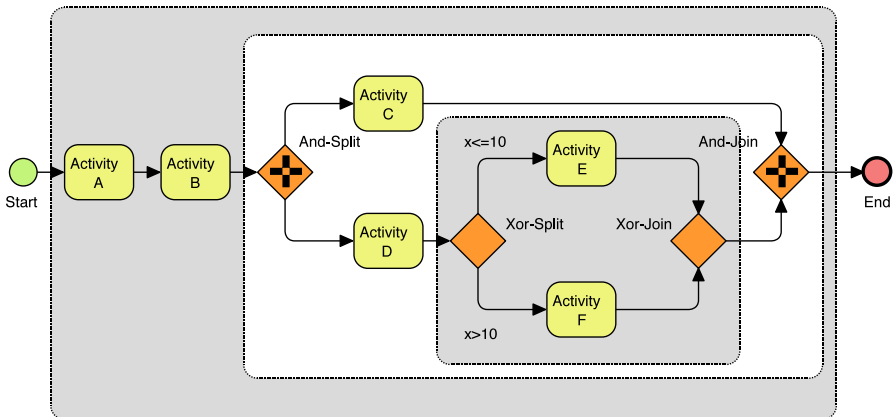 Start
Activity
A
Activity
B
And-Split
Activity
C
Activity
D
x<=10
x>10
Xor-Split
Activity
E
Activity
F
Xor-Join
And-Join
End